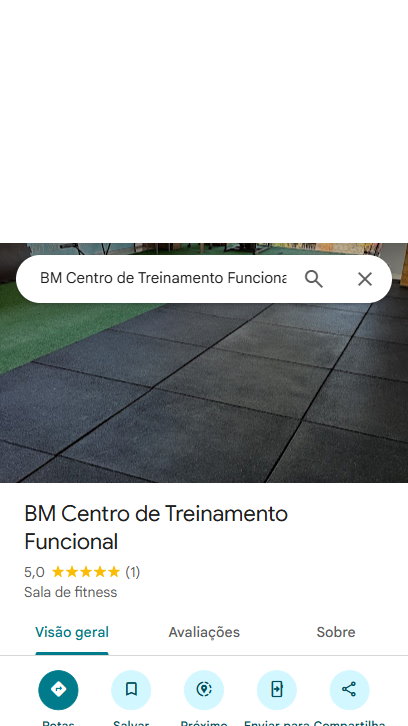 BM Centro de Treinamento Funciona
BM Centro de Treinamento
Funcional
5,0 (1)
Sala de fitness
Visão geral Avaliações Sobre
Rotas Salvar Próximo Enviar para Compartilha